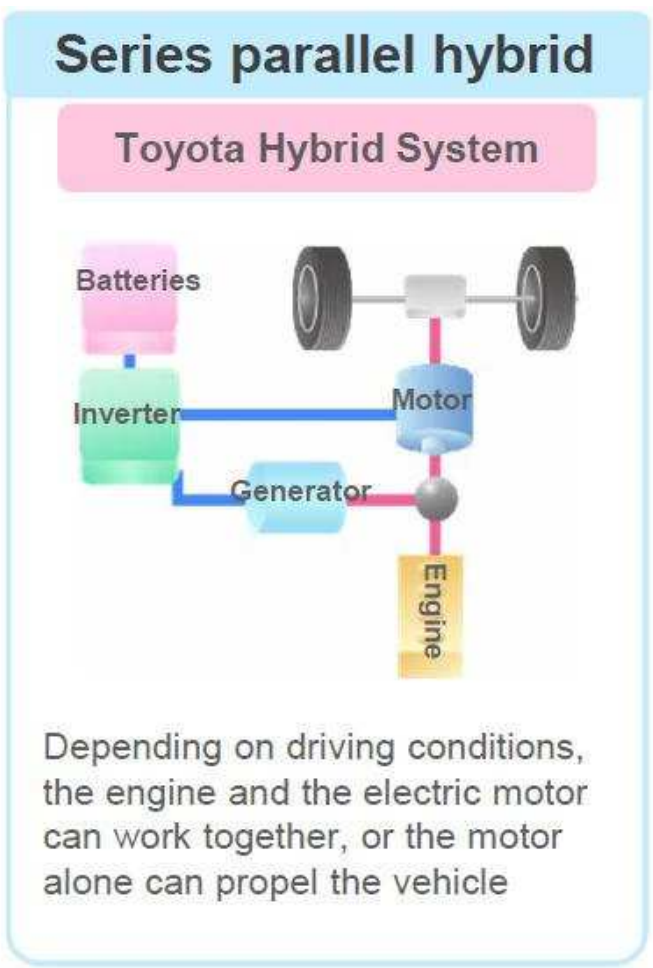 Series parallel hybrid
Toyota Hybrid System
Batteries
Inverter
Motor
Generator
Engine
Depending on driving conditions,
the engine and the electric motor
can work together, or the motor
alone can propel the vehicle